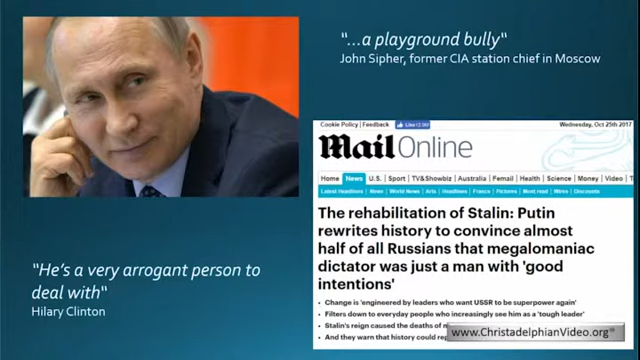 "...a playground bully"
John Sipher, former CIA station chief in Moscow
Cookie Policy | Feedback
Like
Wednesday, Oct 25th 2017
Mail Online
Home News U.S. Sport TV&Showbiz Australia Femail Health Science Money Video
Latest Headlines News World News Arts Headlines France Pictures Most read Wires Discounts
The rehabilitation of Stalin: Putin
rewrites history to convince almost
half of all Russians that megalomaniac
dictator was just a man with 'good
intentions'
• Change is 'engineered by leaders who want USSR to be superpower again'
• Filters down to everyday people who increasingly see him as a 'tough leader'
• Stalin's reign caused the deaths of
• And they warn that history could
www.ChristadelphianVideo.org
"He's a very arrogant person to
deal with"
Hilary Clinton